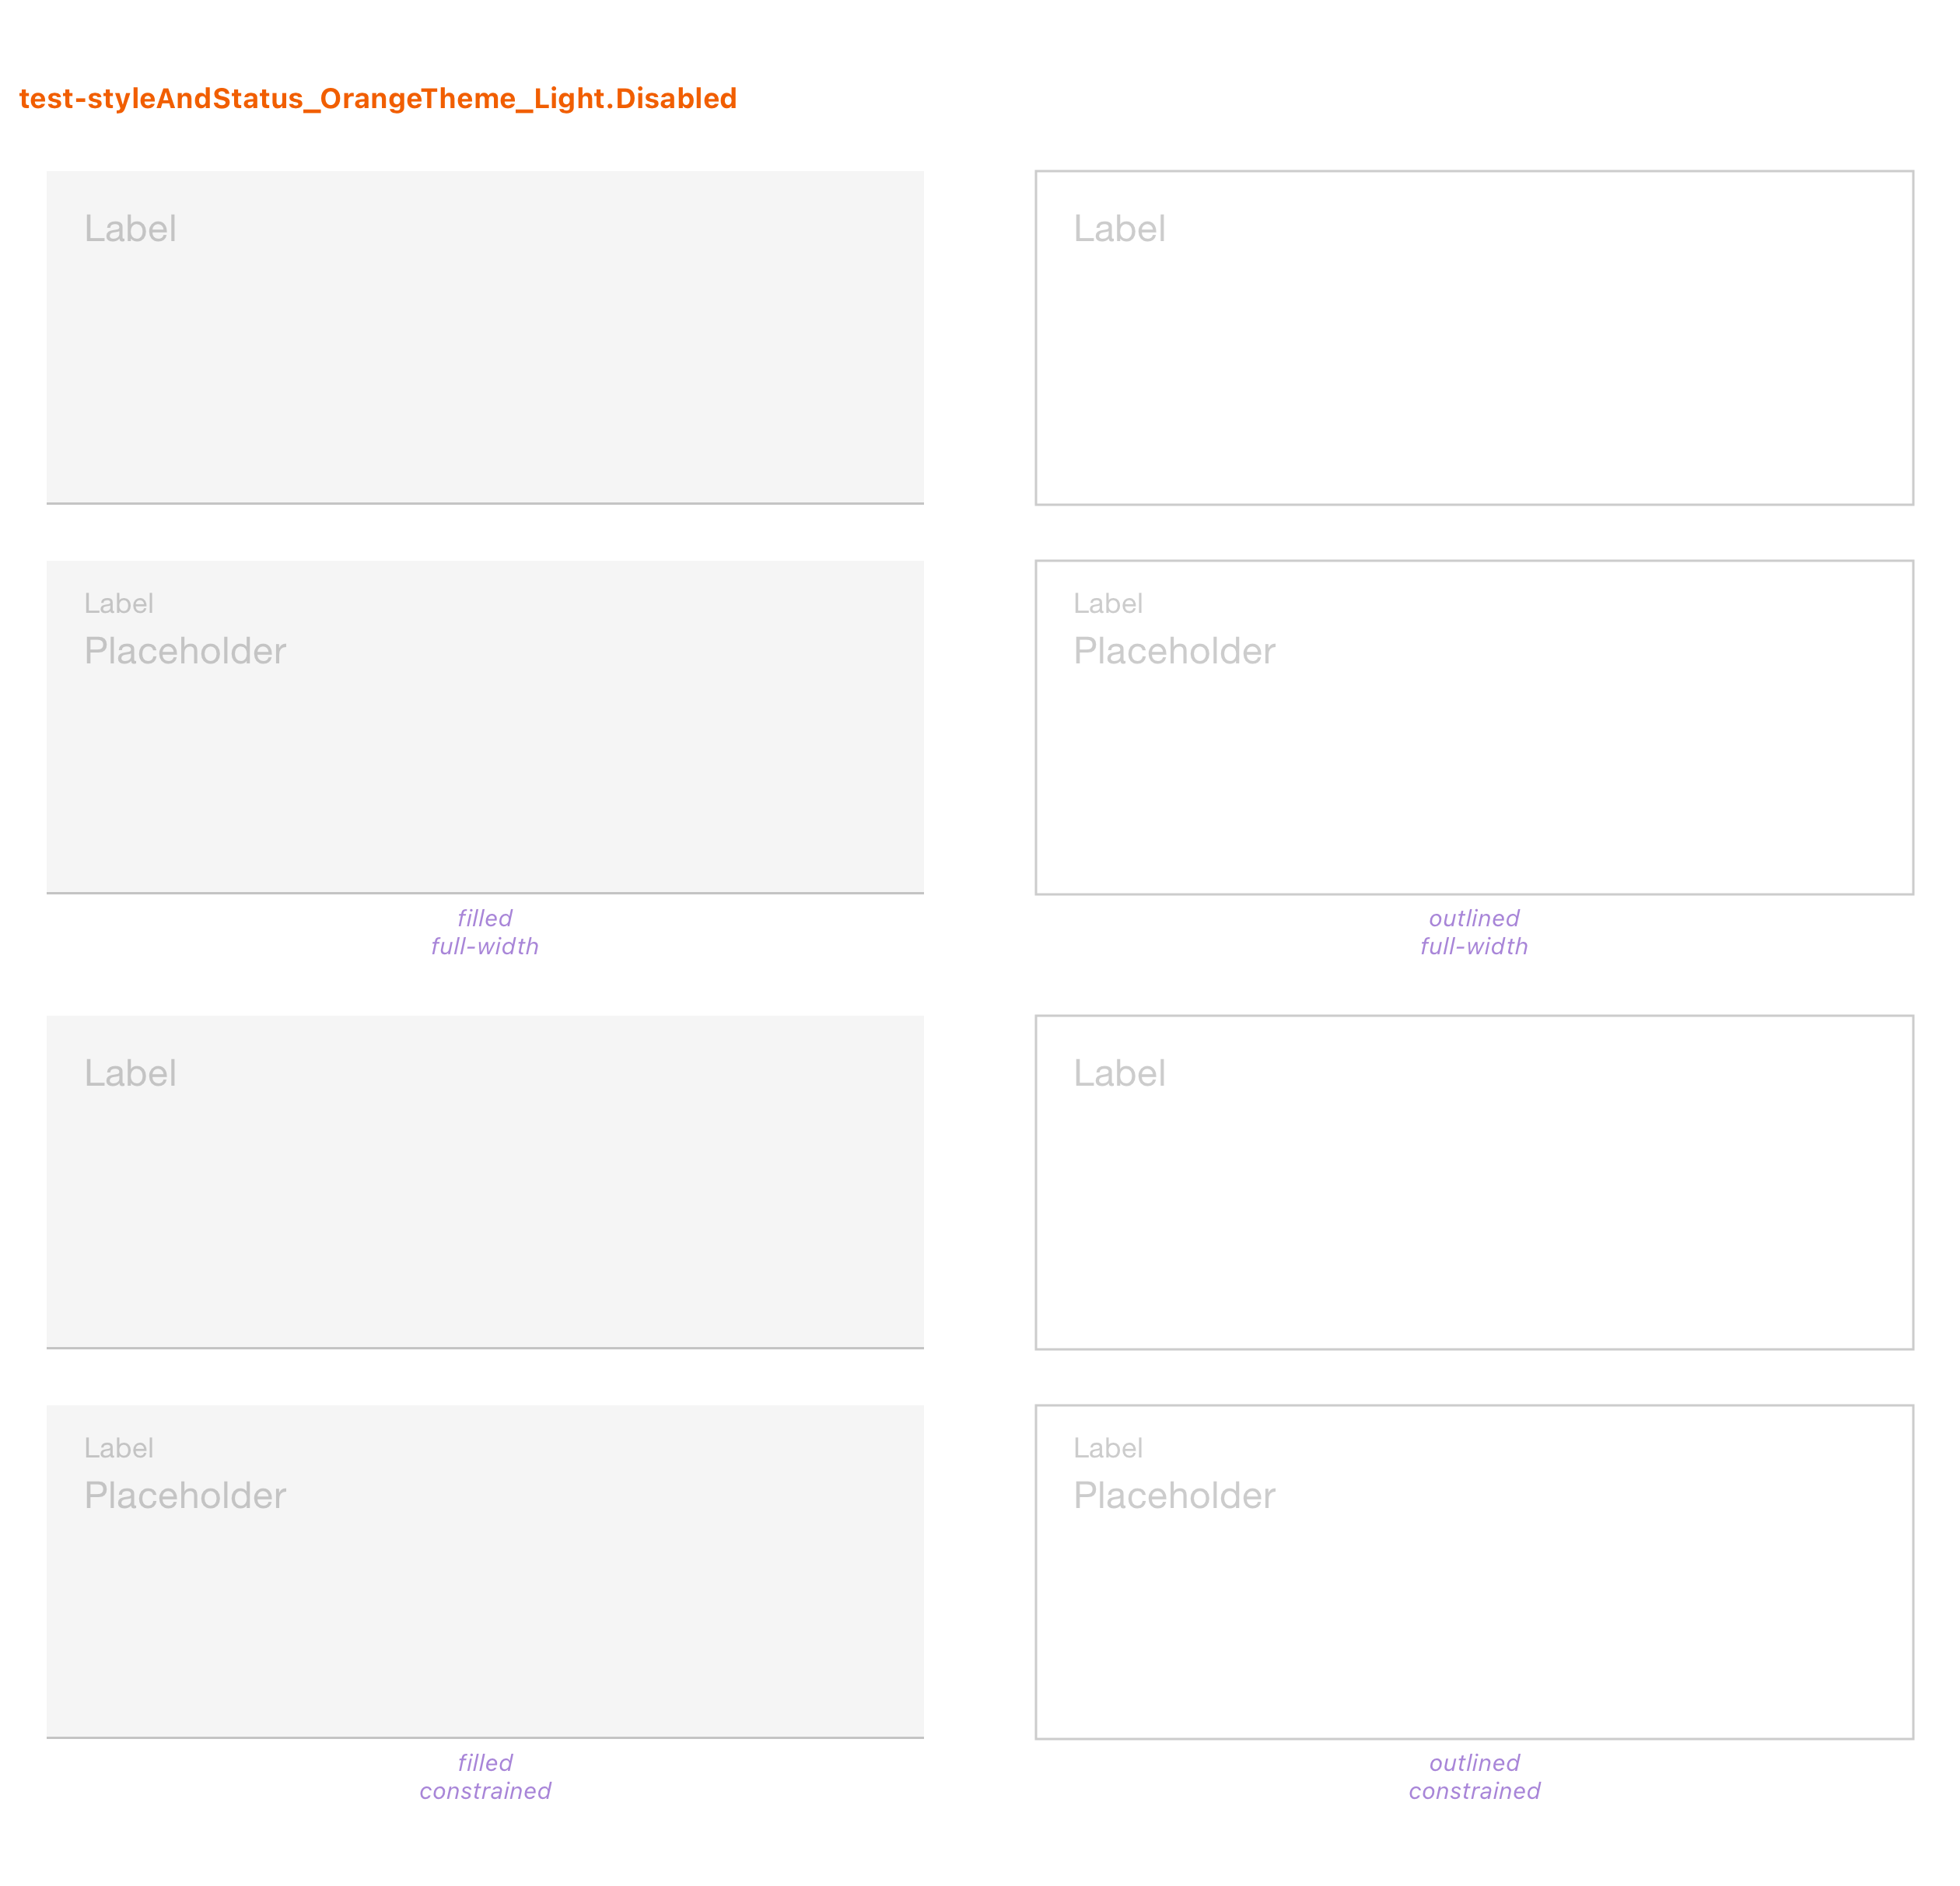 test-styleAndStatus_OrangeTheme_Light.Disabled
Label
Label
Label
Placeholder
Label
Placeholder
filled
full-width
outlined
full-width
Label
Label
Label
Placeholder
Label
Placeholder
filled
constrained
outlined
constrained